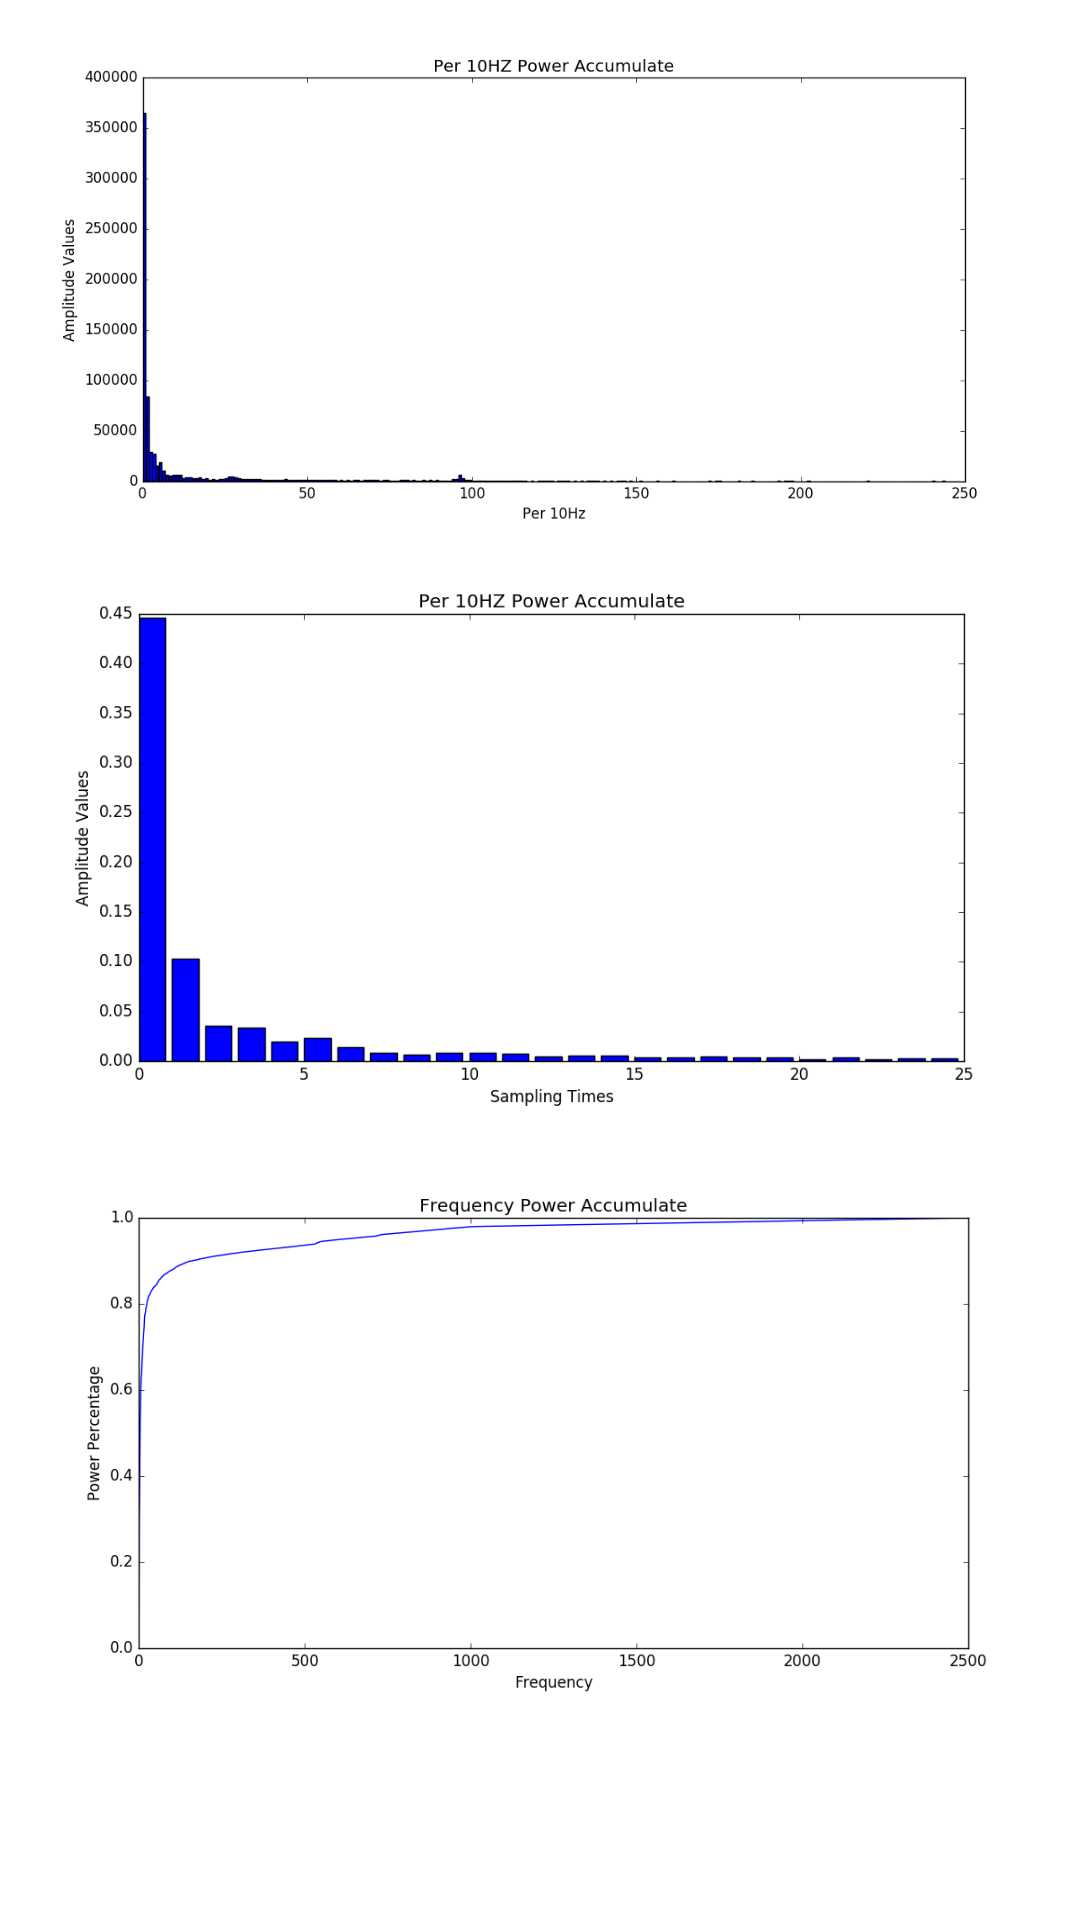 Per 10HZ Power Accumulate
400000
350000
300000
250000
200000
150000
100000
50000
0
Amplitude Values
0 50 100 150 200 250
Per 10Hz
Per 10HZ Power Accumulate
0.45
0.40
0.35
0.30
0.25
0.20
0.15
0.10
0.05
0.00
Amplitude Values
0 5 10 15 20 25
Sampling Times
Frequency Power Accumulate
1.0
0.8
0.6
0.4
0.2
0.0
Power Percentage
0 500 1000 1500 2000 2500
Frequency